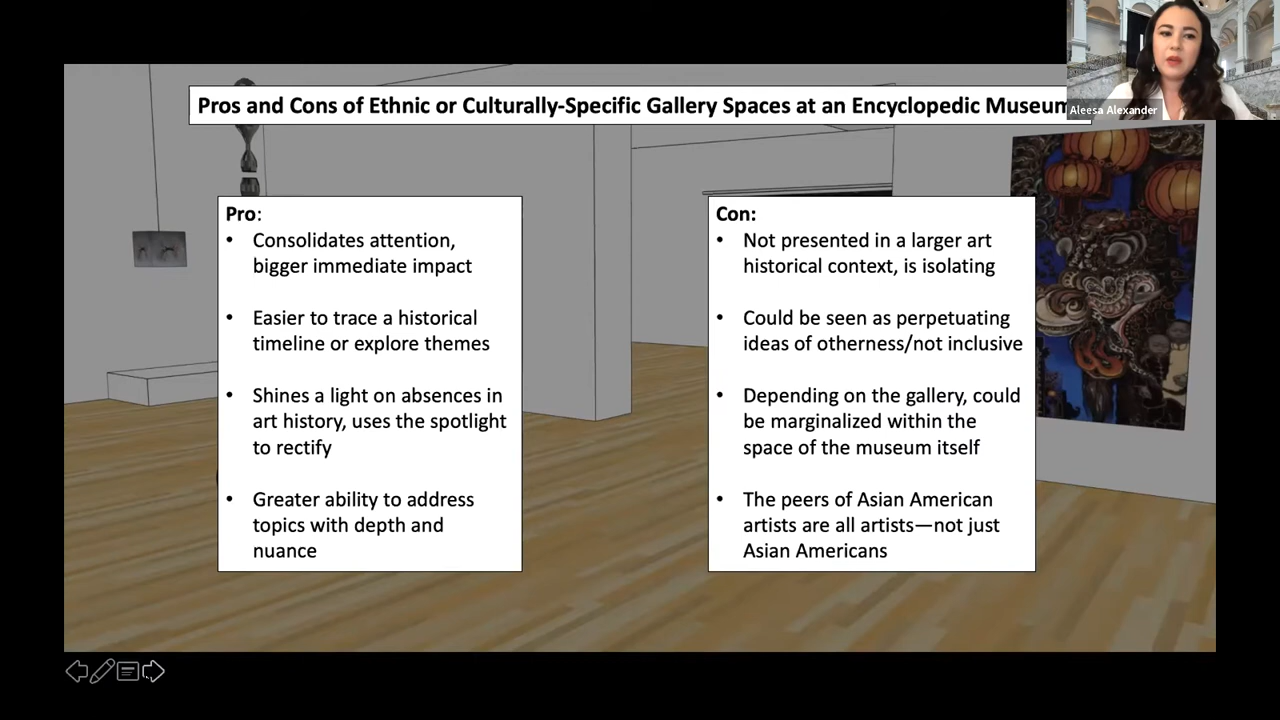 Pros and Cons of Ethnic or Culturally-Specific Gallery Spaces at an Encyclopedic Museum
Aleesa Alexander
Pro:
• Consolidates attention,
bigger immediate impact
• Easier to trace a historical
timeline or explore themes
• Shines a light on absences in
art history, uses the spotlight
to rectify
• Greater ability to address
topics with depth and
nuance
Con:
• Not presented in a larger art
historical context, is isolating
• Could be seen as perpetuating
ideas of otherness/not inclusive
• Depending on the gallery, could
be marginalized within the
space of the museum itself
• The peers of Asian American
artists are all artists—not just
Asian Americans